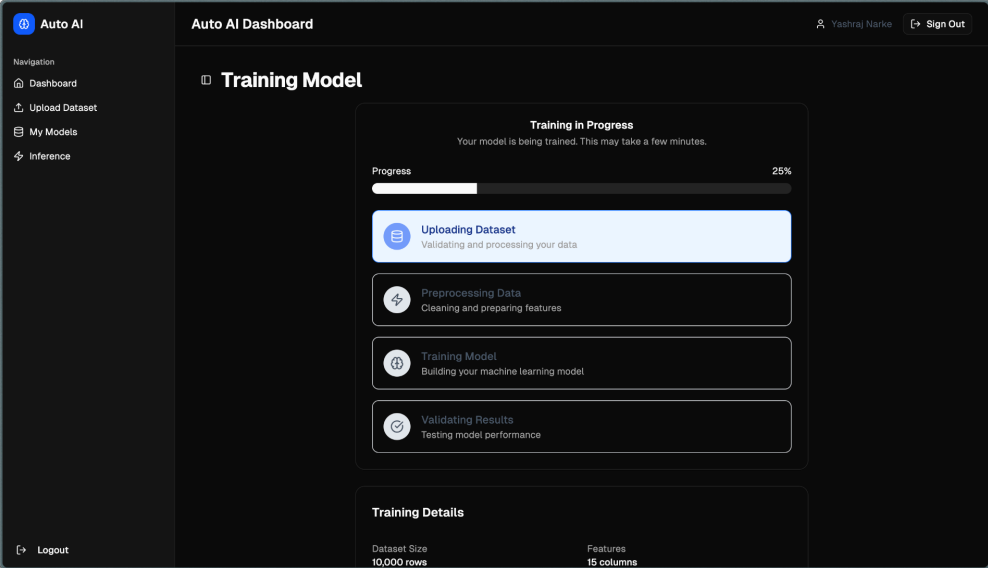 Auto AI
Navigation
Dashboard
Upload Dataset
My Models
Inference
Logout
Auto AI Dashboard
Yashraj Narke
Sign Out
Training Model
Training in Progress
Your model is being trained. This may take a few minutes.
Progress 25%
Uploading Dataset
Validating and processing your data
Preprocessing Data
Cleaning and preparing features
Training Model
Building your machine learning model
Validating Results
Testing model performance
Training Details
Dataset Size
10,000 rows
Features
15 columns